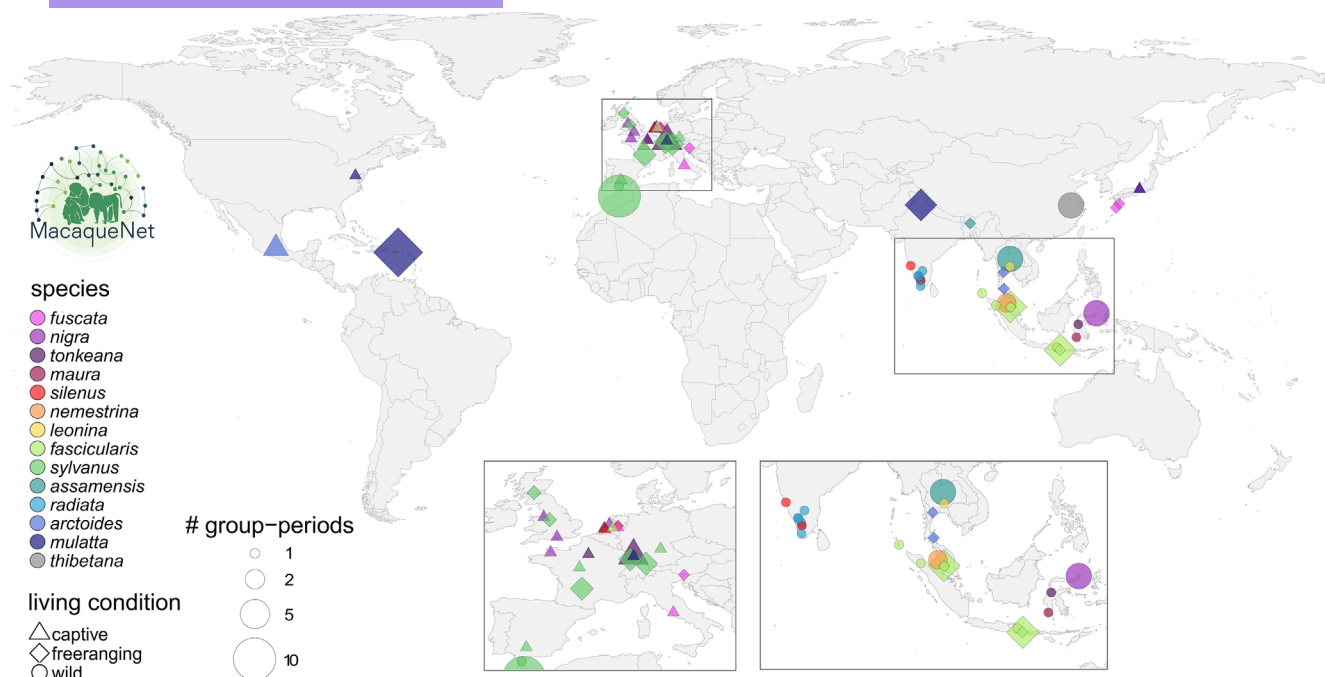 MacaqueNet
species
fuscata
nigra
tonkeana
maura
silenus
nemestrina
leonina
fascicularis
sylvanus
assamensis
radiata
arctoides
mulatta
thibetana
# group−periods
1
2
5
10
living condition
captive
freeranging
wild